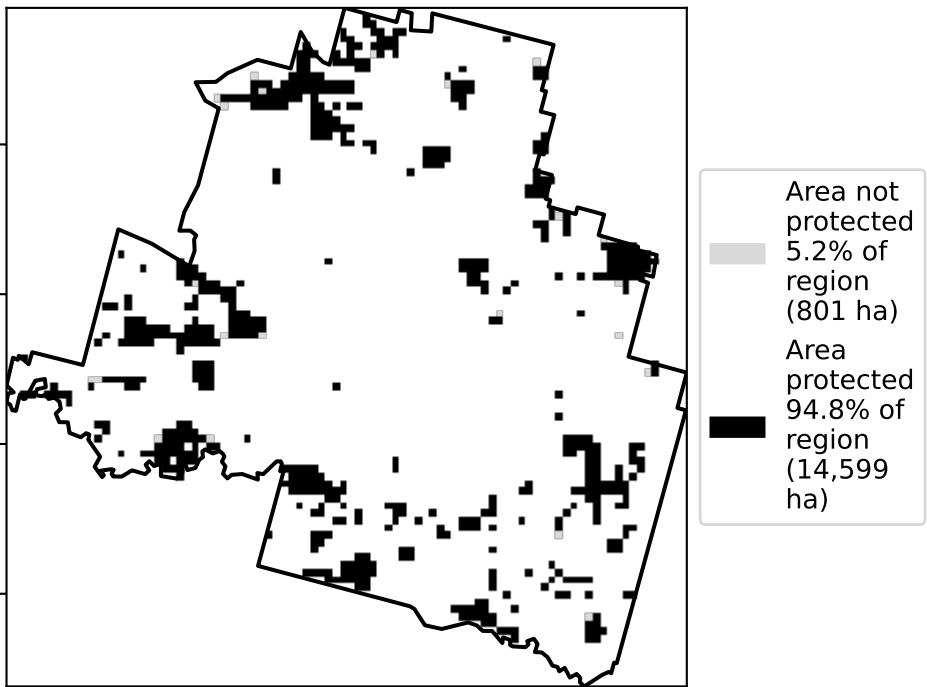 Area not
protected
5.2% of
region
(801 ha)
Area
protected
94.8% of
region
(14,599
ha)